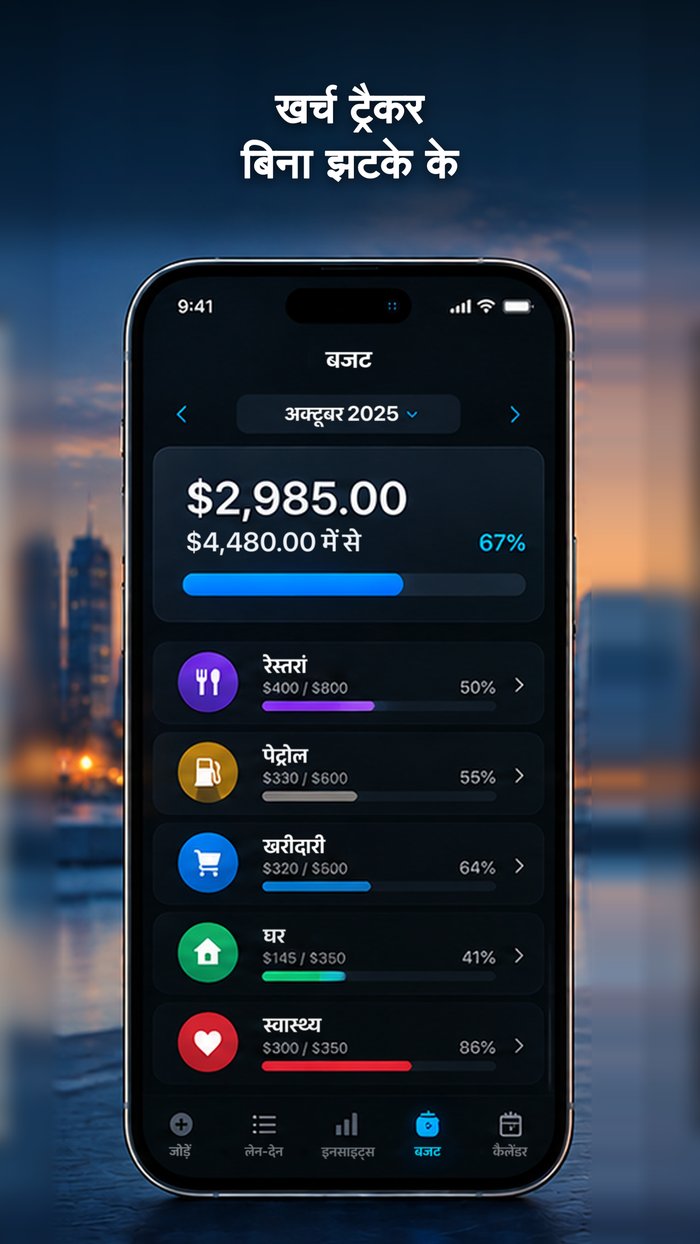 खर्च ट्रैकर
बिना झटके के
9:41
बजट
अक्टूबर 2025
$2,985.00
$4,480.00 में से 67%
रेस्तरां
$400 / $800 50%
पेट्रोल
$330 / $600 55%
खरीदारी
$320 / $600 64%
घर
$145 / $350 41%
स्वास्थ्य
$300 / $350 86%
जोड़ें लेन-देन इनसाइट्स बजट कैलेंडर